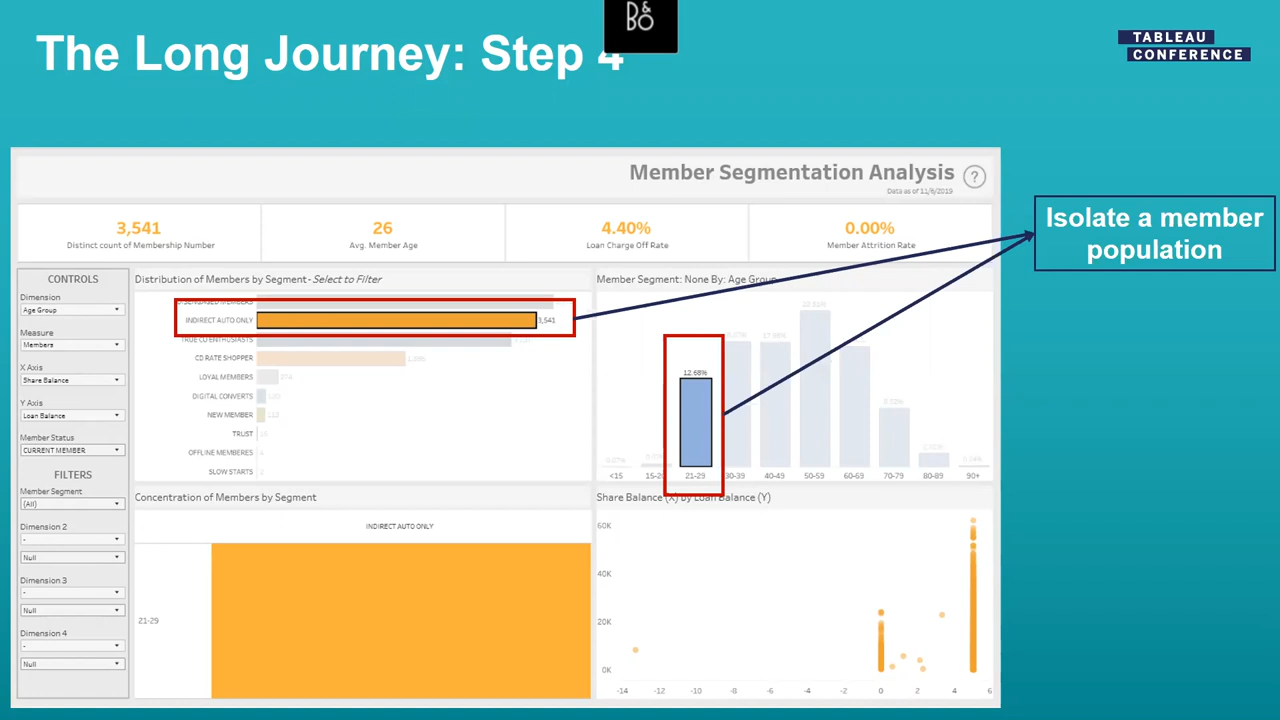 The Long Journey: Step 4
B&
BO
TABLEAU
CONFERENCE
Member Segmentation Analysis
?
Data as of 11/6/2019
3,541
Distinct count of Membership Number
26
Avg. Member Age
4.40%
Loan Charge Off Rate
0.00%
Member Attrition Rate
Isolate a member
population
CONTROLS
Dimension
Age Group
Measure
Members
X Axis
Share Balance
Y Axis
Loan Balance
Member Status
CURRENT MEMBER
FILTERS
Member Segment
(All)
Dimension 2
-
Null
Dimension 3
-
Null
Dimension 4
-
Null
Distribution of Members by Segment- Select to Filter
INDIRECT AUTO ONLY
3,541
TRUE CU ENTHUSIASTS
CD RATE SHOPPER
LOYAL MEMBERS
DIGITAL CONVERTS
NEW MEMBER
TRUST
OFFLINE MEMBERES
SLOW STARTS
Member Segment: None By: Age Group
12.68%
<15
21-29
30-39
40-49
50-59
60-69
70-79
80-89
90+
Concentration of Members by Segment
INDIRECT AUTO ONLY
21-29
Share Balance (X) by Loan Balance (Y)
60K
40K
20K
0K
-14
-12
-10
-8
-6
-4
-2
0
2
4
6